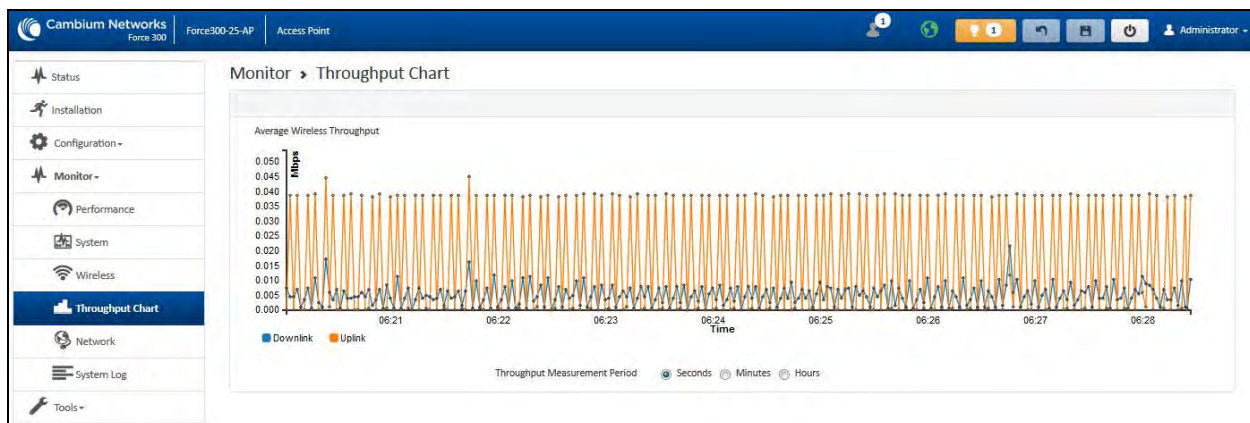 Cambium Networks
Force 300
Force300-25-AP
Access Point
1
1
Administrator
Status
Installation
Configuration
Monitor
Performance
System
Wireless
Throughput Chart
Network
System Log
Tools
Monitor > Throughput Chart
Average Wireless Throughput
Mbps
0.050
0.045
0.040
0.035
0.030
0.025
0.020
0.015
0.010
0.005
0.000
06:21 06:22 06:23 06:24 06:25 06:26 06:27 06:28
Time
Downlink Uplink
Throughput Measurement Period Seconds Minutes Hours